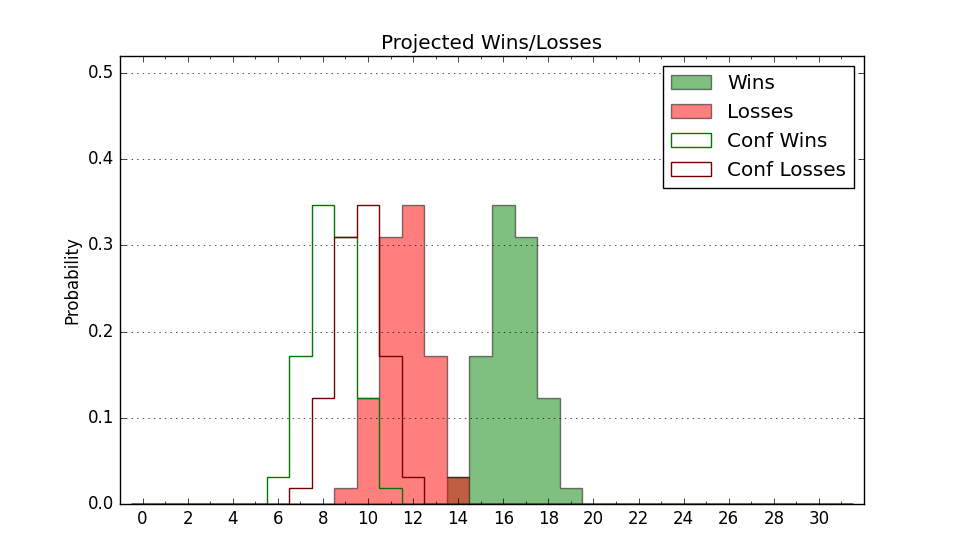 Projected Wins/Losses
0.5
0.4
0.3
0.2
0.1
0.0
Probability
Wins
Losses
Conf Wins
Conf Losses
0 2 4 6 8 10 12 14 16 18 20 22 24 26 28 30